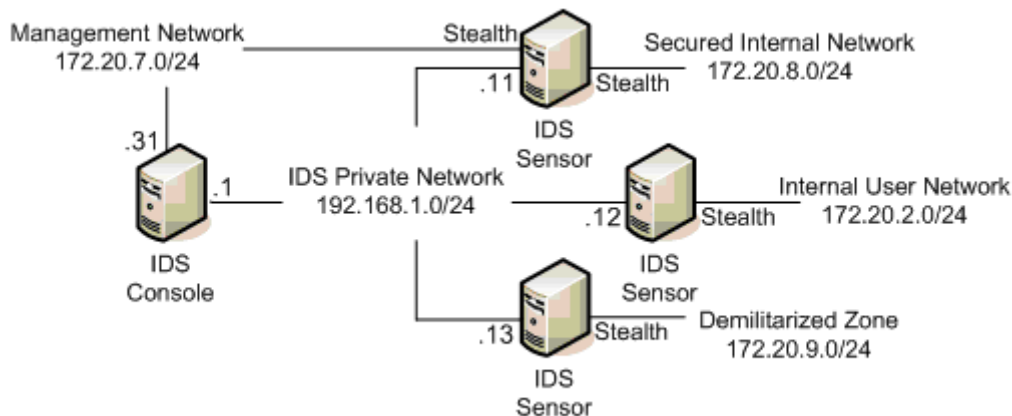 Management Network
172.20.7.0/24
Stealth
Secured Internal Network
172.20.8.0/24
.11
Stealth
IDS
Sensor
.31
.1
IDS
Console
IDS Private Network
192.168.1.0/24
.12
Stealth
IDS
Sensor
Internal User Network
172.20.2.0/24
.13
Stealth
IDS
Sensor
Demilitarized Zone
172.20.9.0/24